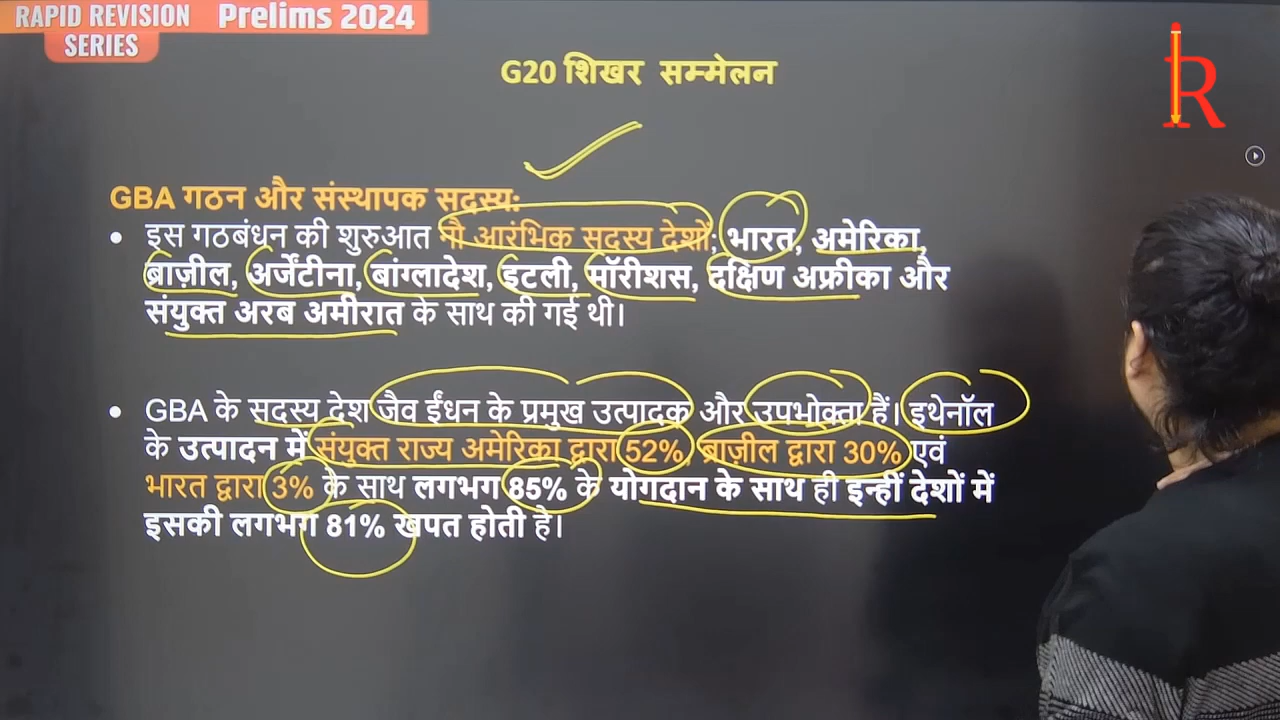 RAPID REVISION Prelims 2024
SERIES
G20 शिखर सम्मेलन
R
GBA गठन और संस्थापक सदस्य:
• इस गठबंधन की शुरुआत नौ आरंभिक सदस्य देशों, भारत, अमेरिका,
ब्राज़ील, अर्जेंटीना, बांग्लादेश, इटली, मॉरीशस, दक्षिण अफ्रीका और
संयुक्त अरब अमीरात के साथ की गई थी।
• GBA के सदस्य देश जैव ईंधन के प्रमुख उत्पादक और उपभोक्ता हैं। इथेनॉल
के उत्पादन में संयुक्त राज्य अमेरिका द्वारा 52%, ब्राज़ील द्वारा 30% एवं
भारत द्वारा 3% के साथ लगभग 85% के योगदान के साथ ही इन्हीं देशों में
इसकी लगभग 81% खपत होती है।